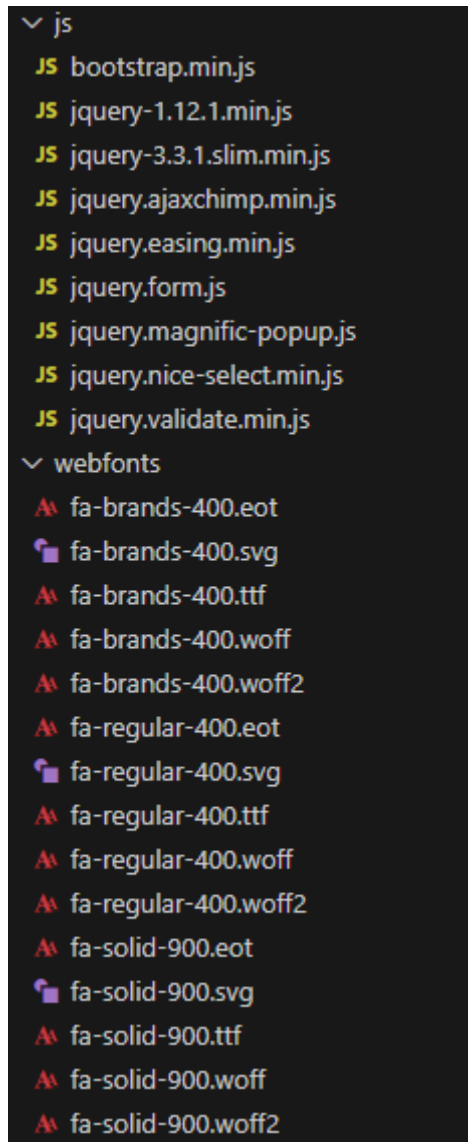 js
JS bootstrap.min.js
JS jquery-1.12.1.min.js
JS jquery-3.3.1.slim.min.js
JS jquery.ajaxchimp.min.js
JS jquery.easing.min.js
JS jquery.form.js
JS jquery.magnific-popup.js
JS jquery.nice-select.min.js
JS jquery.validate.min.js
webfonts
fa-brands-400.eot
fa-brands-400.svg
fa-brands-400.ttf
fa-brands-400.woff
fa-brands-400.woff2
fa-regular-400.eot
fa-regular-400.svg
fa-regular-400.ttf
fa-regular-400.woff
fa-regular-400.woff2
fa-solid-900.eot
fa-solid-900.svg
fa-solid-900.ttf
fa-solid-900.woff
fa-solid-900.woff2